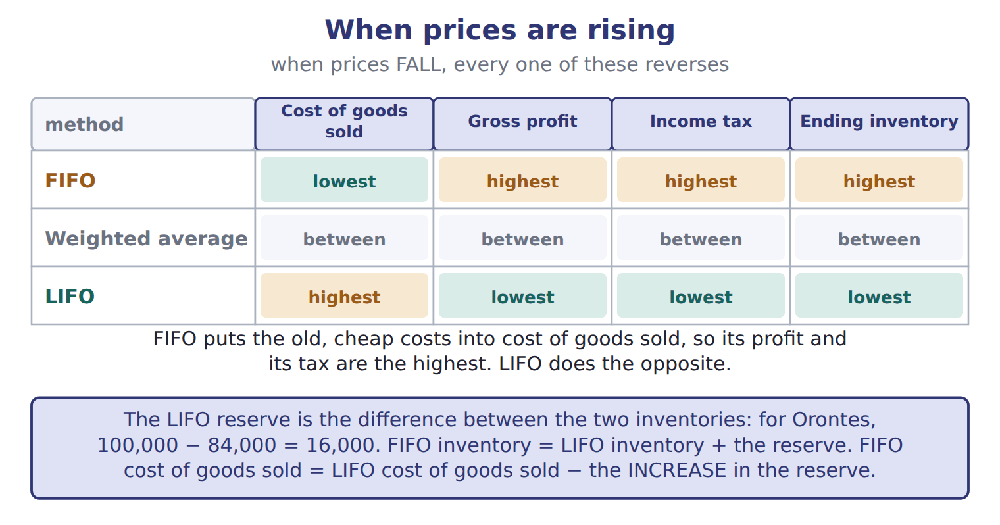 When prices are rising
when prices FALL, every one of these reverses
method
Cost of goods
sold
Gross profit
Income tax
Ending inventory
FIFO
lowest
highest
highest
highest
Weighted average
between
between
between
between
LIFO
highest
lowest
lowest
lowest
FIFO puts the old, cheap costs into cost of goods sold, so its profit and
its tax are the highest. LIFO does the opposite.
The LIFO reserve is the difference between the two inventories: for Orontes,
100,000 − 84,000 = 16,000. FIFO inventory = LIFO inventory + the reserve. FIFO
cost of goods sold = LIFO cost of goods sold − the INCREASE in the reserve.